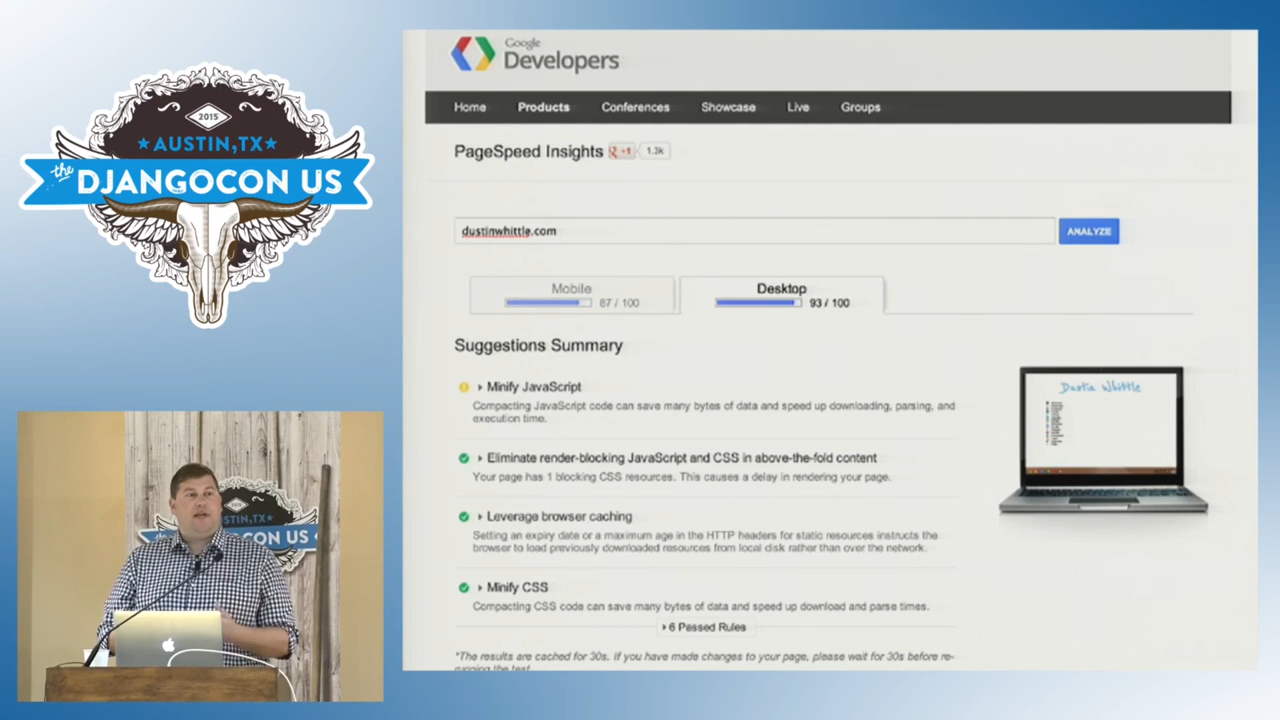 2015
AUSTIN, TX
the DJANGOCON US
Google
Developers
Home Products Conferences Showcase Live Groups
PageSpeed Insights +1 1.3k
dustinwhittle.com ANALYZE
Mobile
87 / 100
Desktop
93 / 100
Suggestions Summary
Minify JavaScript
Compacting JavaScript code can save many bytes of data and speed up downloading, parsing, and
execution time.
Eliminate render-blocking JavaScript and CSS in above-the-fold content
Your page has 1 blocking CSS resources. This causes a delay in rendering your page.
Leverage browser caching
Setting an expiry date or a maximum age in the HTTP headers for static resources instructs the
browser to load previously downloaded resources from local disk rather than over the network.
Minify CSS
Compacting CSS code can save many bytes of data and speed up download and parse times.
6 Passed Rules
*The results are cached for 30s. If you have made changes to your page, please wait for 30s before re-
running the test.
Dustin Whittle
2015
STIN,TX
CON US